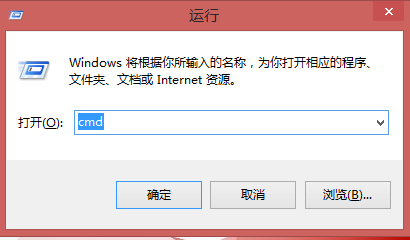 运行
Windows 将根据你所输入的名称，为你打开相应的程序、
文件夹、文档或 Internet 资源。
打开(O): cmd
确定 取消 浏览(B)...